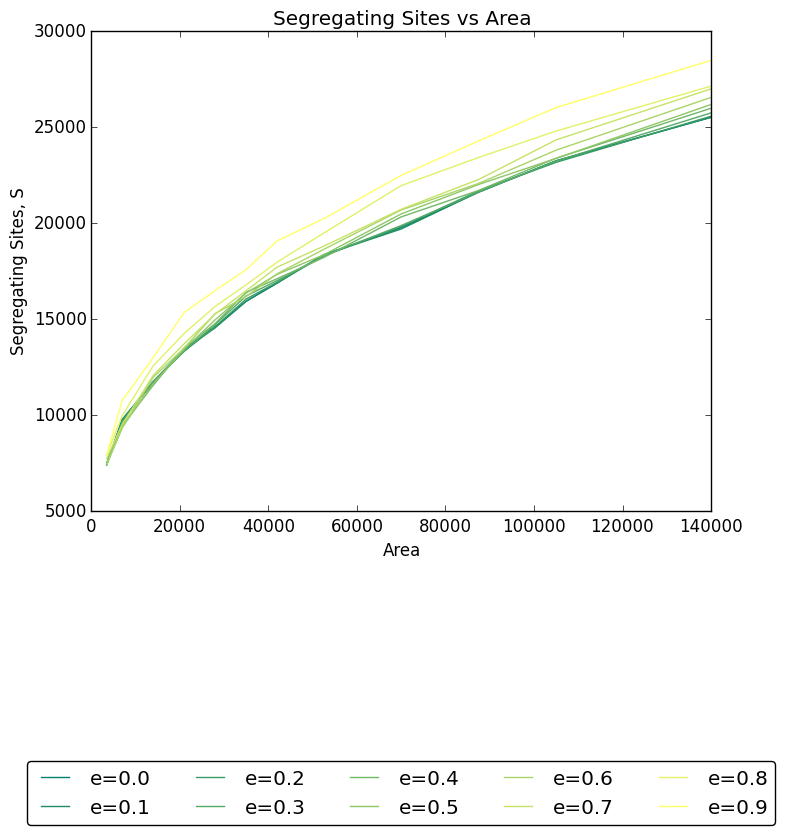 Segregating Sites vs Area
30000
25000
20000
15000
10000
5000
Segregating Sites, S
0 20000 40000 60000 80000 100000 120000 140000
Area
e=0.0 e=0.2 e=0.4 e=0.6 e=0.8
e=0.1 e=0.3 e=0.5 e=0.7 e=0.9